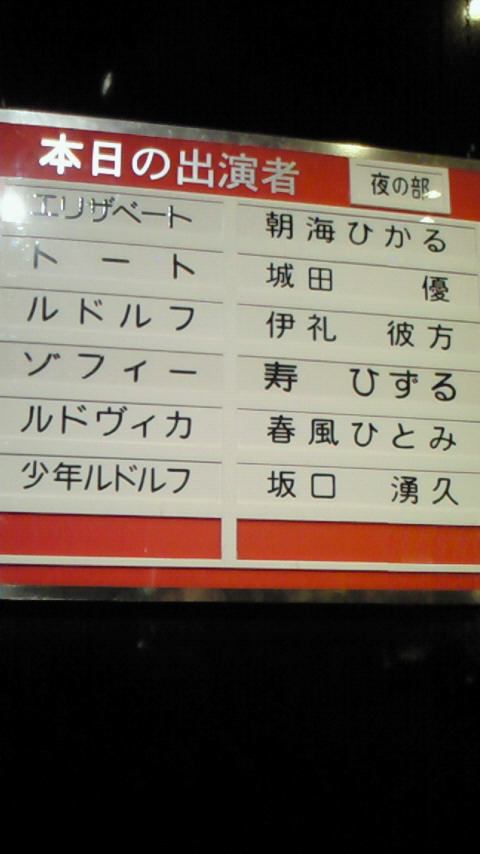 本日の出演者 夜の部
エリザベート 朝海ひかる
トート 城田 優
ルドルフ 伊礼 彼方
ゾフィー 寿 ひずる
ルドヴィカ 春風ひとみ
少年ルドルフ 坂口 湧久